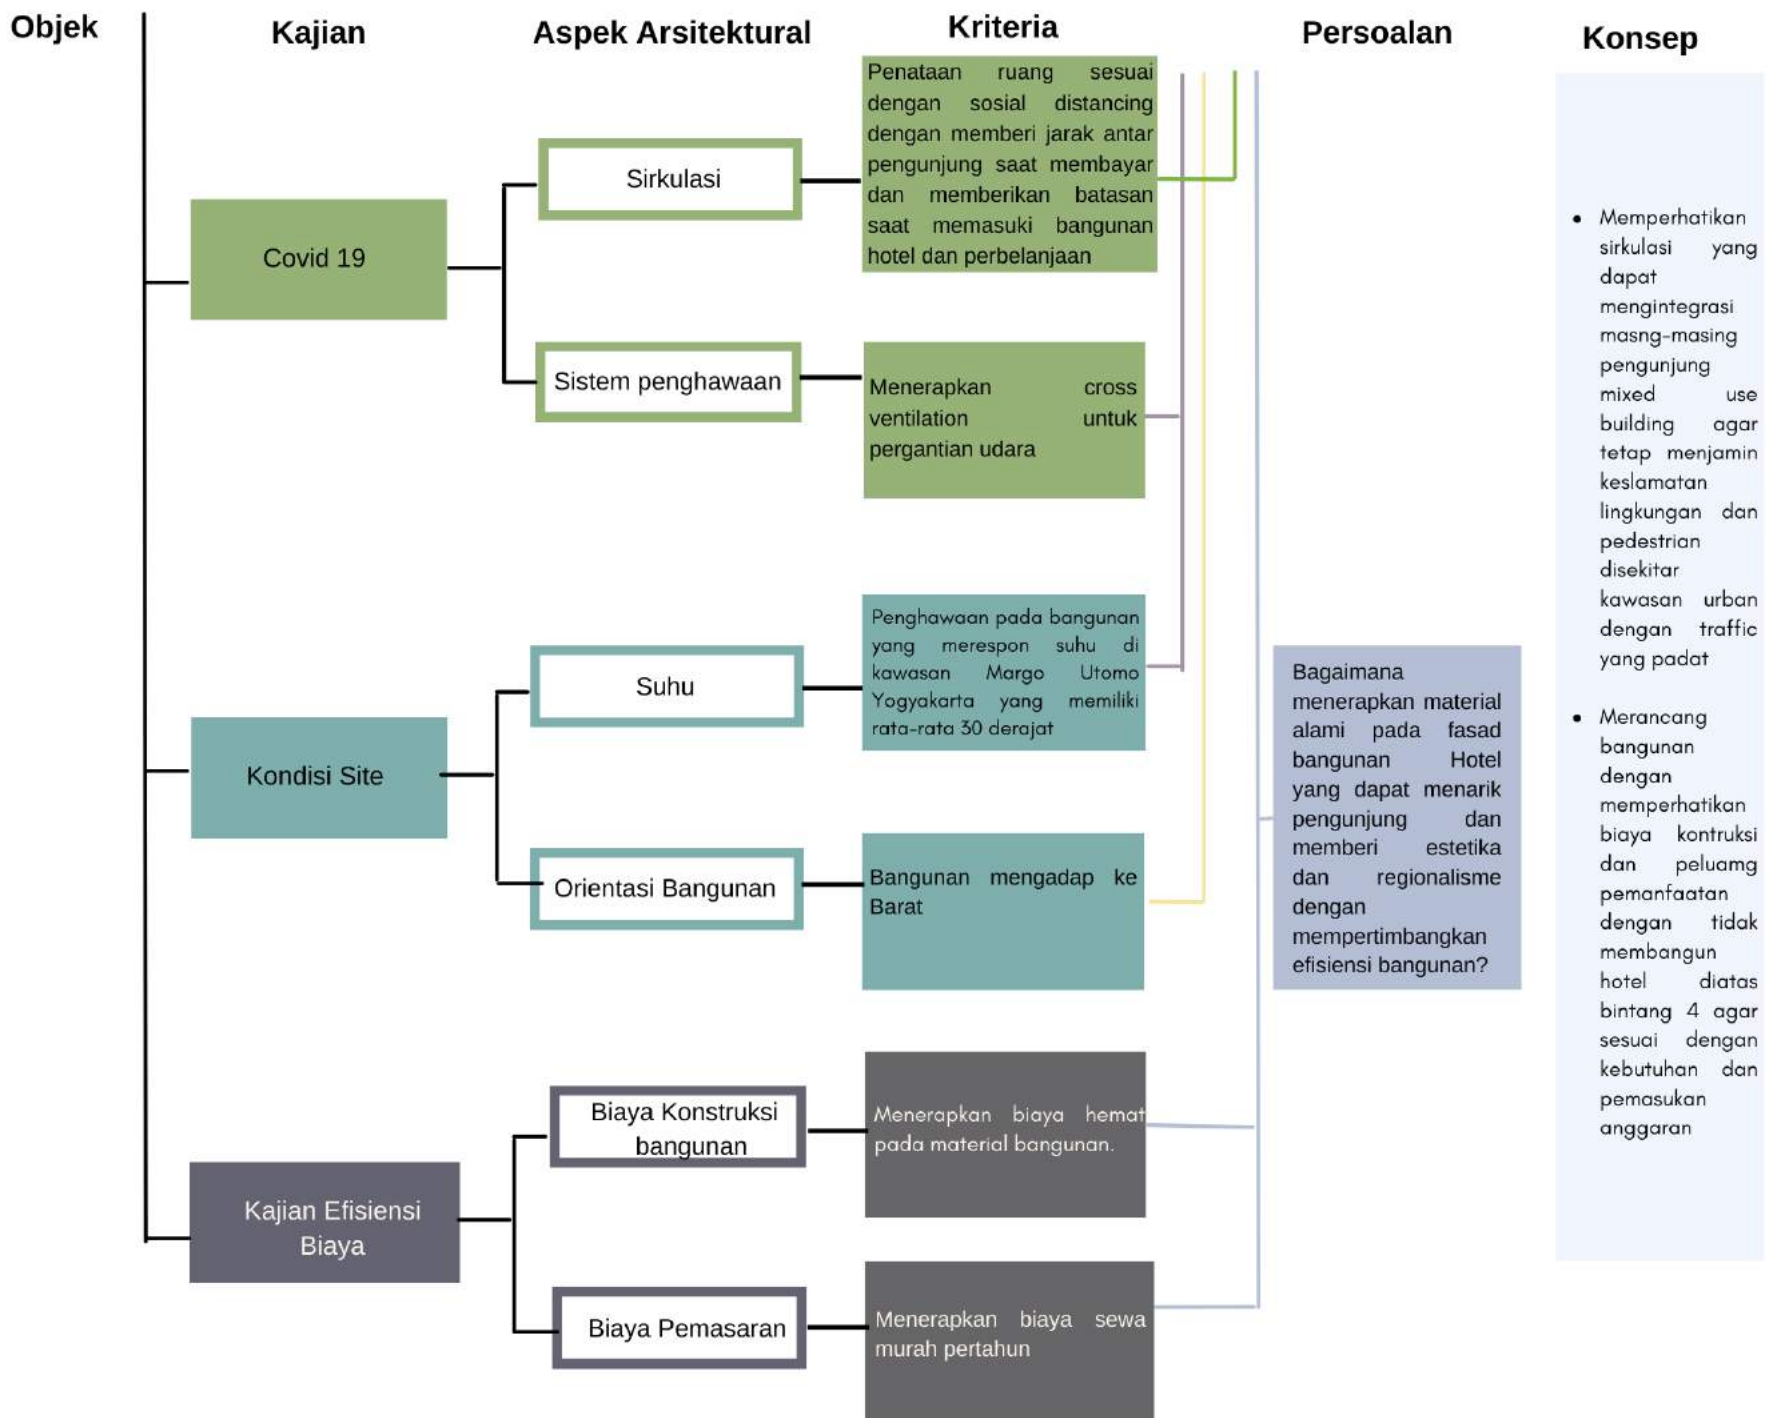 Objek
Kajian
Aspek Arsitektural
Kriteria
Persoalan
Konsep
Covid 19
Sirkulasi
Penataan ruang sesuai
dengan sosial distancing
dengan memberi jarak antar
pengunjung saat membayar
dan memberikan batasan
saat memasuki bangunan
hotel dan perbelanjaan
Sistem penghawaan
Menerapkan cross
ventilation untuk
pergantian udara
Kondisi Site
Suhu
Penghawaan pada bangunan
yang merespon suhu di
kawasan Margo Utomo
Yogyakarta yang memiliki
rata-rata 30 derajat
Orientasi Bangunan
Bangunan mengadap ke
Barat
Kajian Efisiensi
Biaya
Biaya Konstruksi
bangunan
Menerapkan biaya hemat
pada material bangunan.
Biaya Pemasaran
Menerapkan biaya sewa
murah pertahun
Bagaimana
menerapkan material
alami pada fasad
bangunan Hotel
yang dapat menarik
pengunjung dan
memberi estetika
dan regionalisme
dengan
mempertimbangkan
efisiensi bangunan?
• Memperhatikan
sirkulasi yang
dapat
mengintegrasi
masng-masing
pengunjung
mixed use
building agar
tetap menjamin
keslamatan
lingkungan dan
pedestrian
disekitar
kawasan urban
dengan traffic
yang padat
• Merancang
bangunan
dengan
memperhatikan
biaya kontruksi
dan peluamg
pemanfaatan
dengan tidak
membangun
hotel diatas
bintang 4 agar
sesuai dengan
kebutuhan dan
pemasukan
anggaran